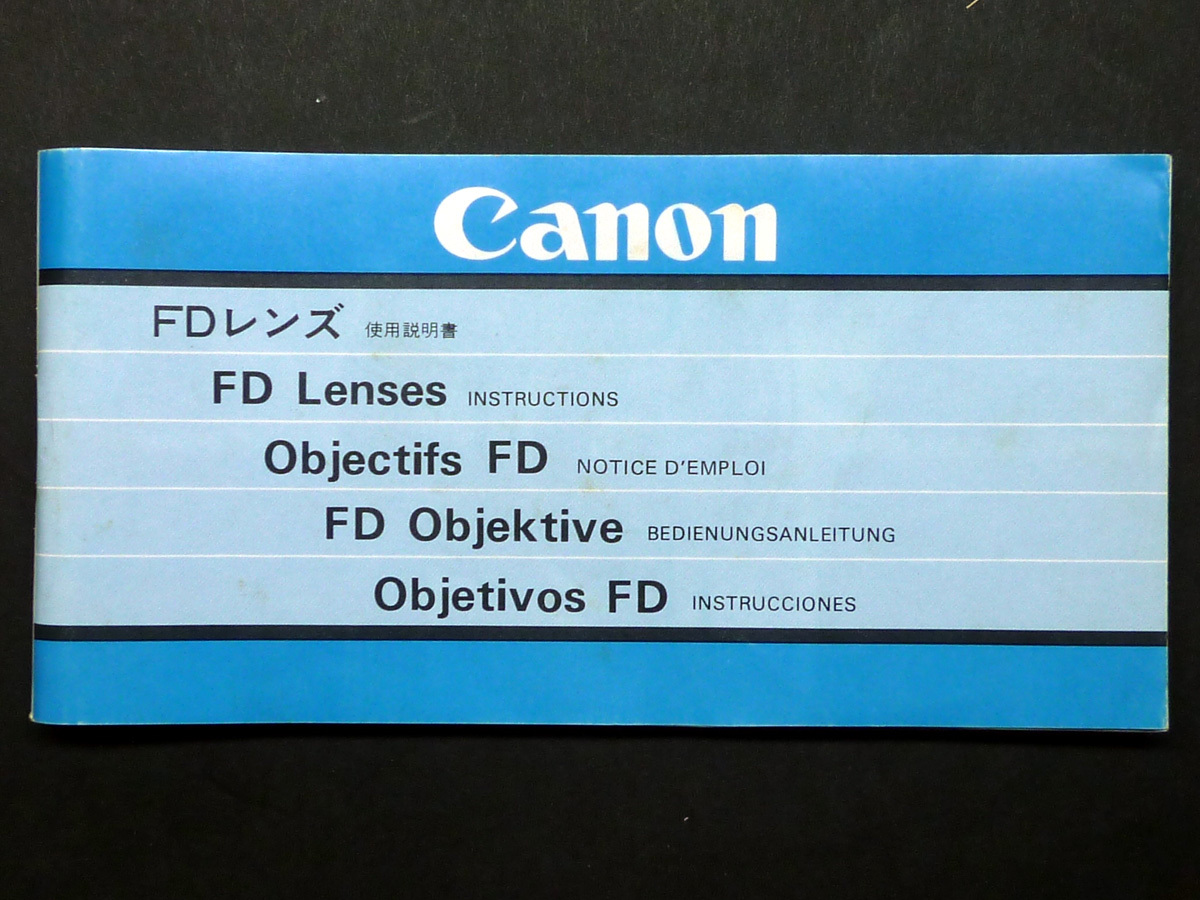 Canon
FDレンズ 使用説明書
FD Lenses INSTRUCTIONS
Objectifs FD NOTICE D'EMPLOI
FD Objektive BEDIENUNGSANLEITUNG
Objetivos FD INSTRUCCIONES